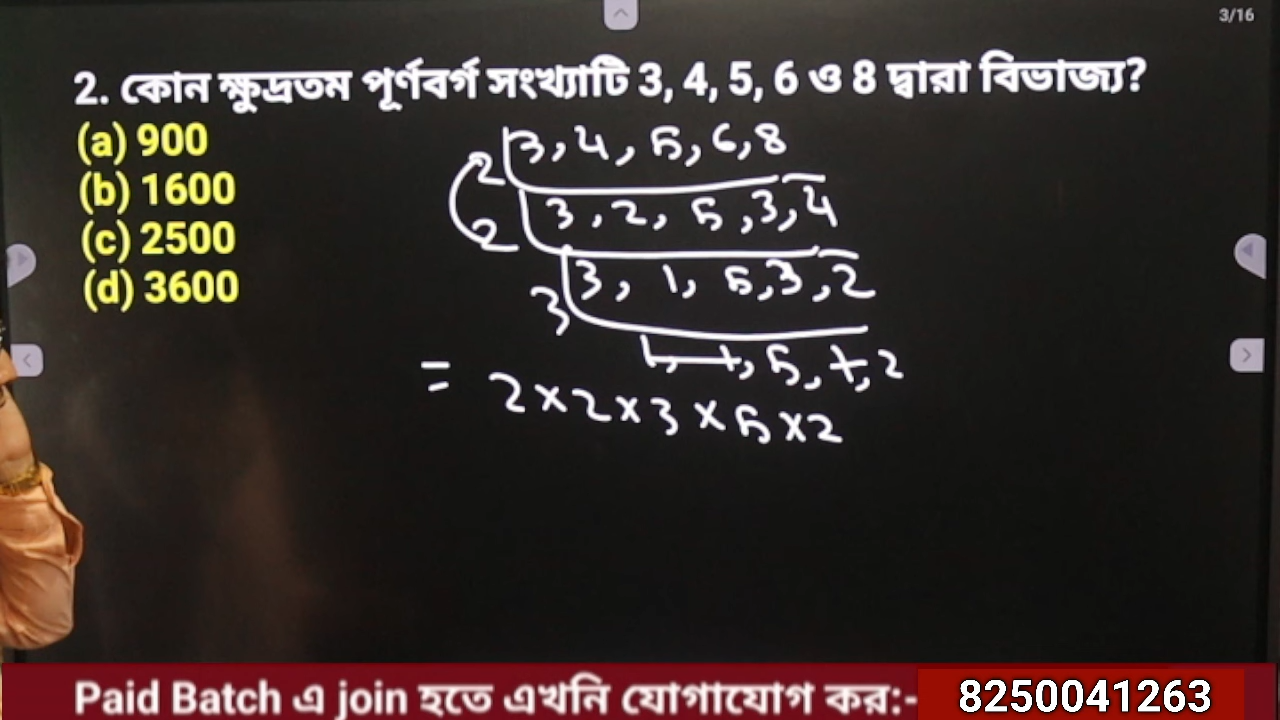 3/16
2. কোন ক্ষুদ্রতম পূর্ণবর্গ সংখ্যাটি 3, 4, 5, 6 ও 8 দ্বারা বিভাজ্য?
(a) 900
(b) 1600
(c) 2500
(d) 3600
2 3, 4, 5, 6, 8
2 3, 2, 5, 3, 4
3 3, 1, 5, 3, 2
1, 1, 5, 1, 2
= 2×2×3×5×2
Paid Batch এ join হতে এখনি যোগাযোগ কর:- 8250041263